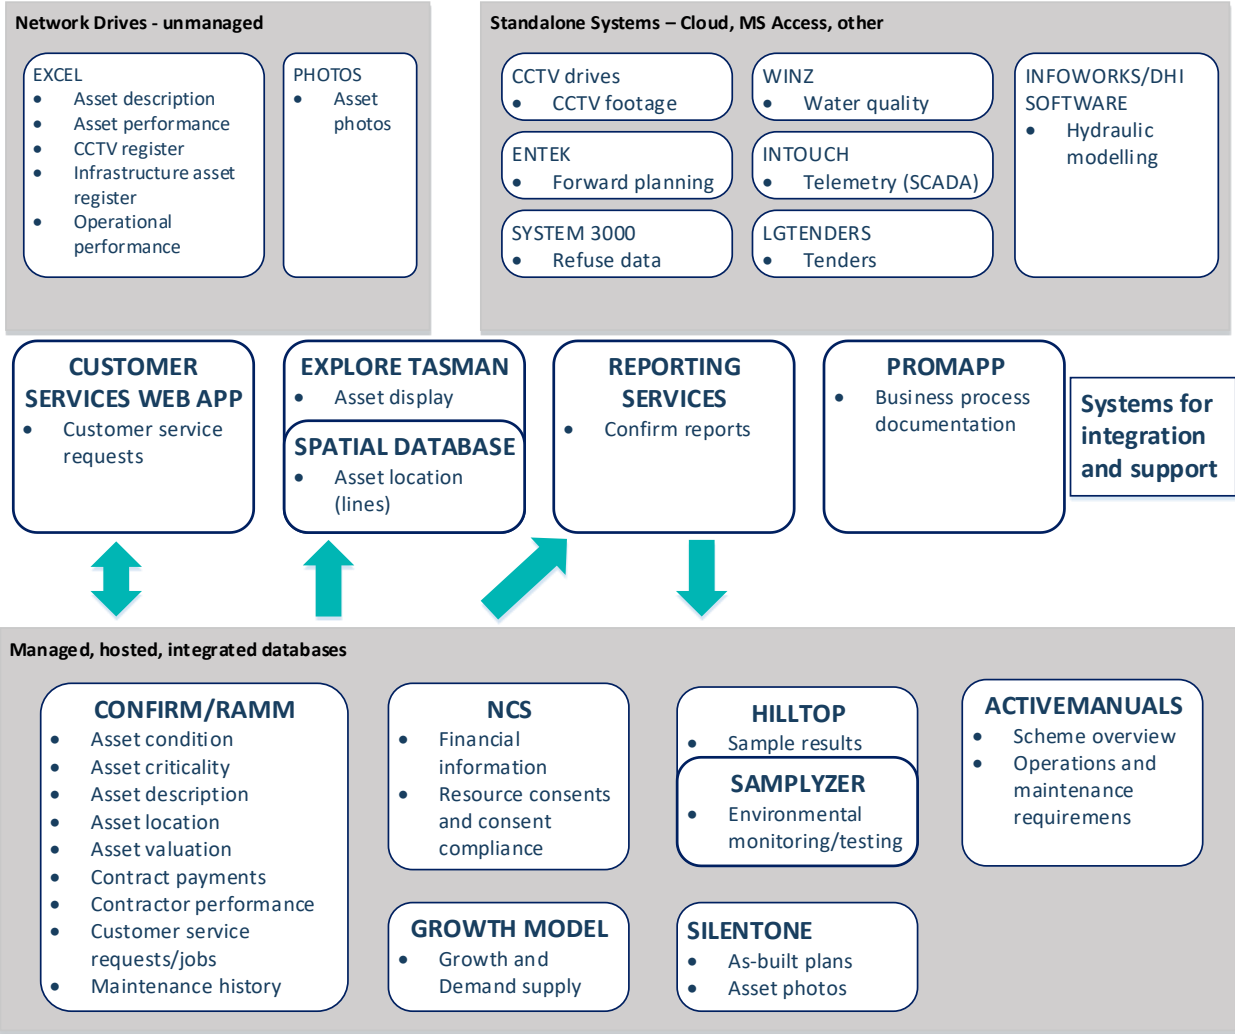 Network Drives - unmanaged
EXCEL
• Asset description
• Asset performance
• CCTV register
• Infrastructure asset
register
• Operational
performance
PHOTOS
• Asset
photos
Standalone Systems – Cloud, MS Access, other
CCTV drives
• CCTV footage
WINZ
• Water quality
INFOWORKS/DHI
SOFTWARE
• Hydraulic
modelling
ENTEK
• Forward planning
INTOUCH
• Telemetry (SCADA)
SYSTEM 3000
• Refuse data
LGTENDERS
• Tenders
CUSTOMER
SERVICES WEB APP
• Customer service
requests
EXPLORE TASMAN
• Asset display
SPATIAL DATABASE
• Asset location
(lines)
REPORTING
SERVICES
• Confirm reports
PROMAPP
• Business process
documentation
Systems for
integration
and support
Managed, hosted, integrated databases
CONFIRM/RAMM
• Asset condition
• Asset criticality
• Asset description
• Asset location
• Asset valuation
• Contract payments
• Contractor performance
• Customer service
requests/jobs
• Maintenance history
NCS
• Financial
information
• Resource consents
and consent
compliance
HILLTOP
• Sample results
SAMPLYZER
• Environmental
monitoring/testing
ACTIVEMANUALS
• Scheme overview
• Operations and
maintenance
requiremens
GROWTH MODEL
• Growth and
Demand supply
SILENTONE
• As-built plans
• Asset photos